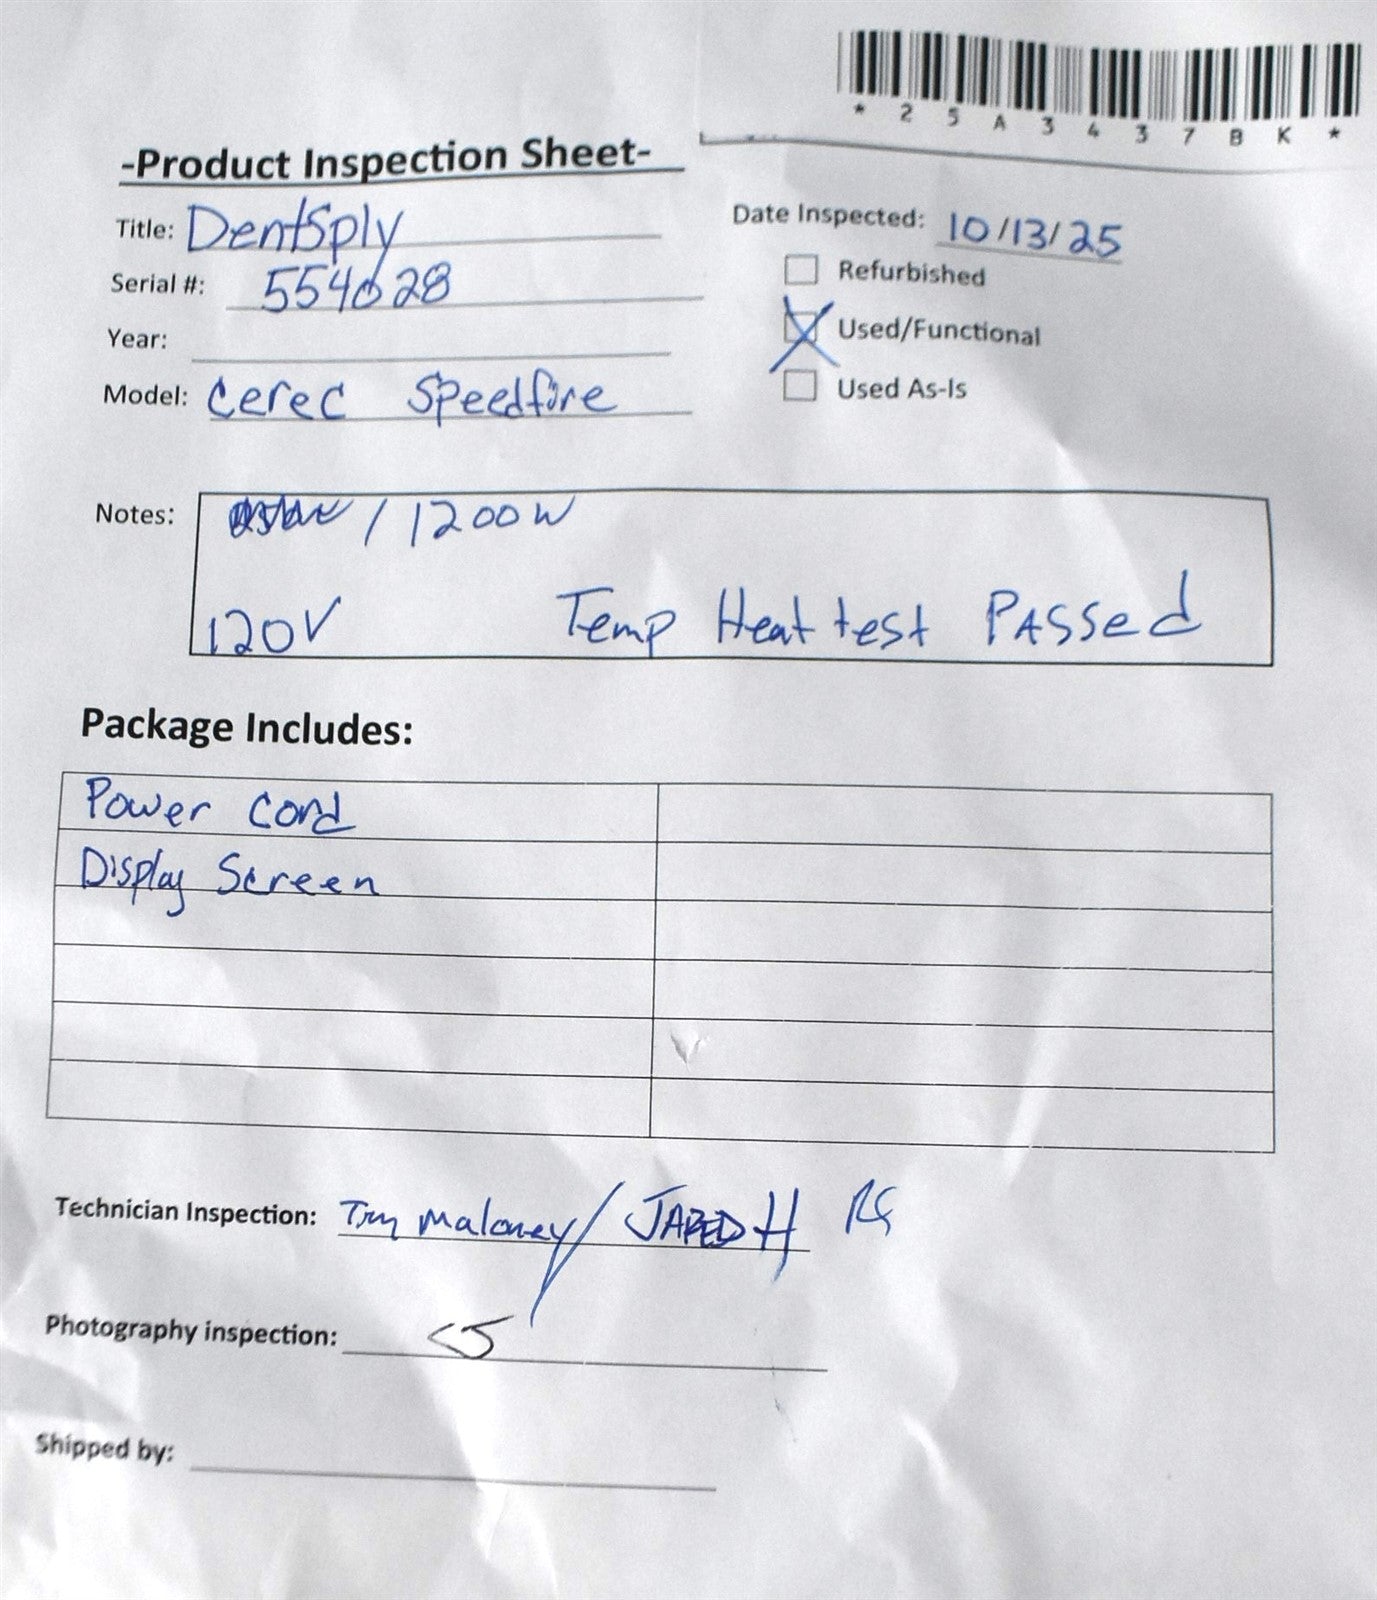 * 2 5 A 3 4 3 7 B K *
-Product Inspection Sheet-
Title: DentSply
Date Inspected: 10/13/25
Serial #: 554028
Refurbished
Year:
Used/Functional
Model: Cerec Speedfire
Used As-Is
Notes: / 1200W
120V Temp Heat test PASSed
Package Includes:
Power Cord
Display Screen
Technician Inspection: Maloney/ JARED H RG
Photography inspection:
Shipped by: